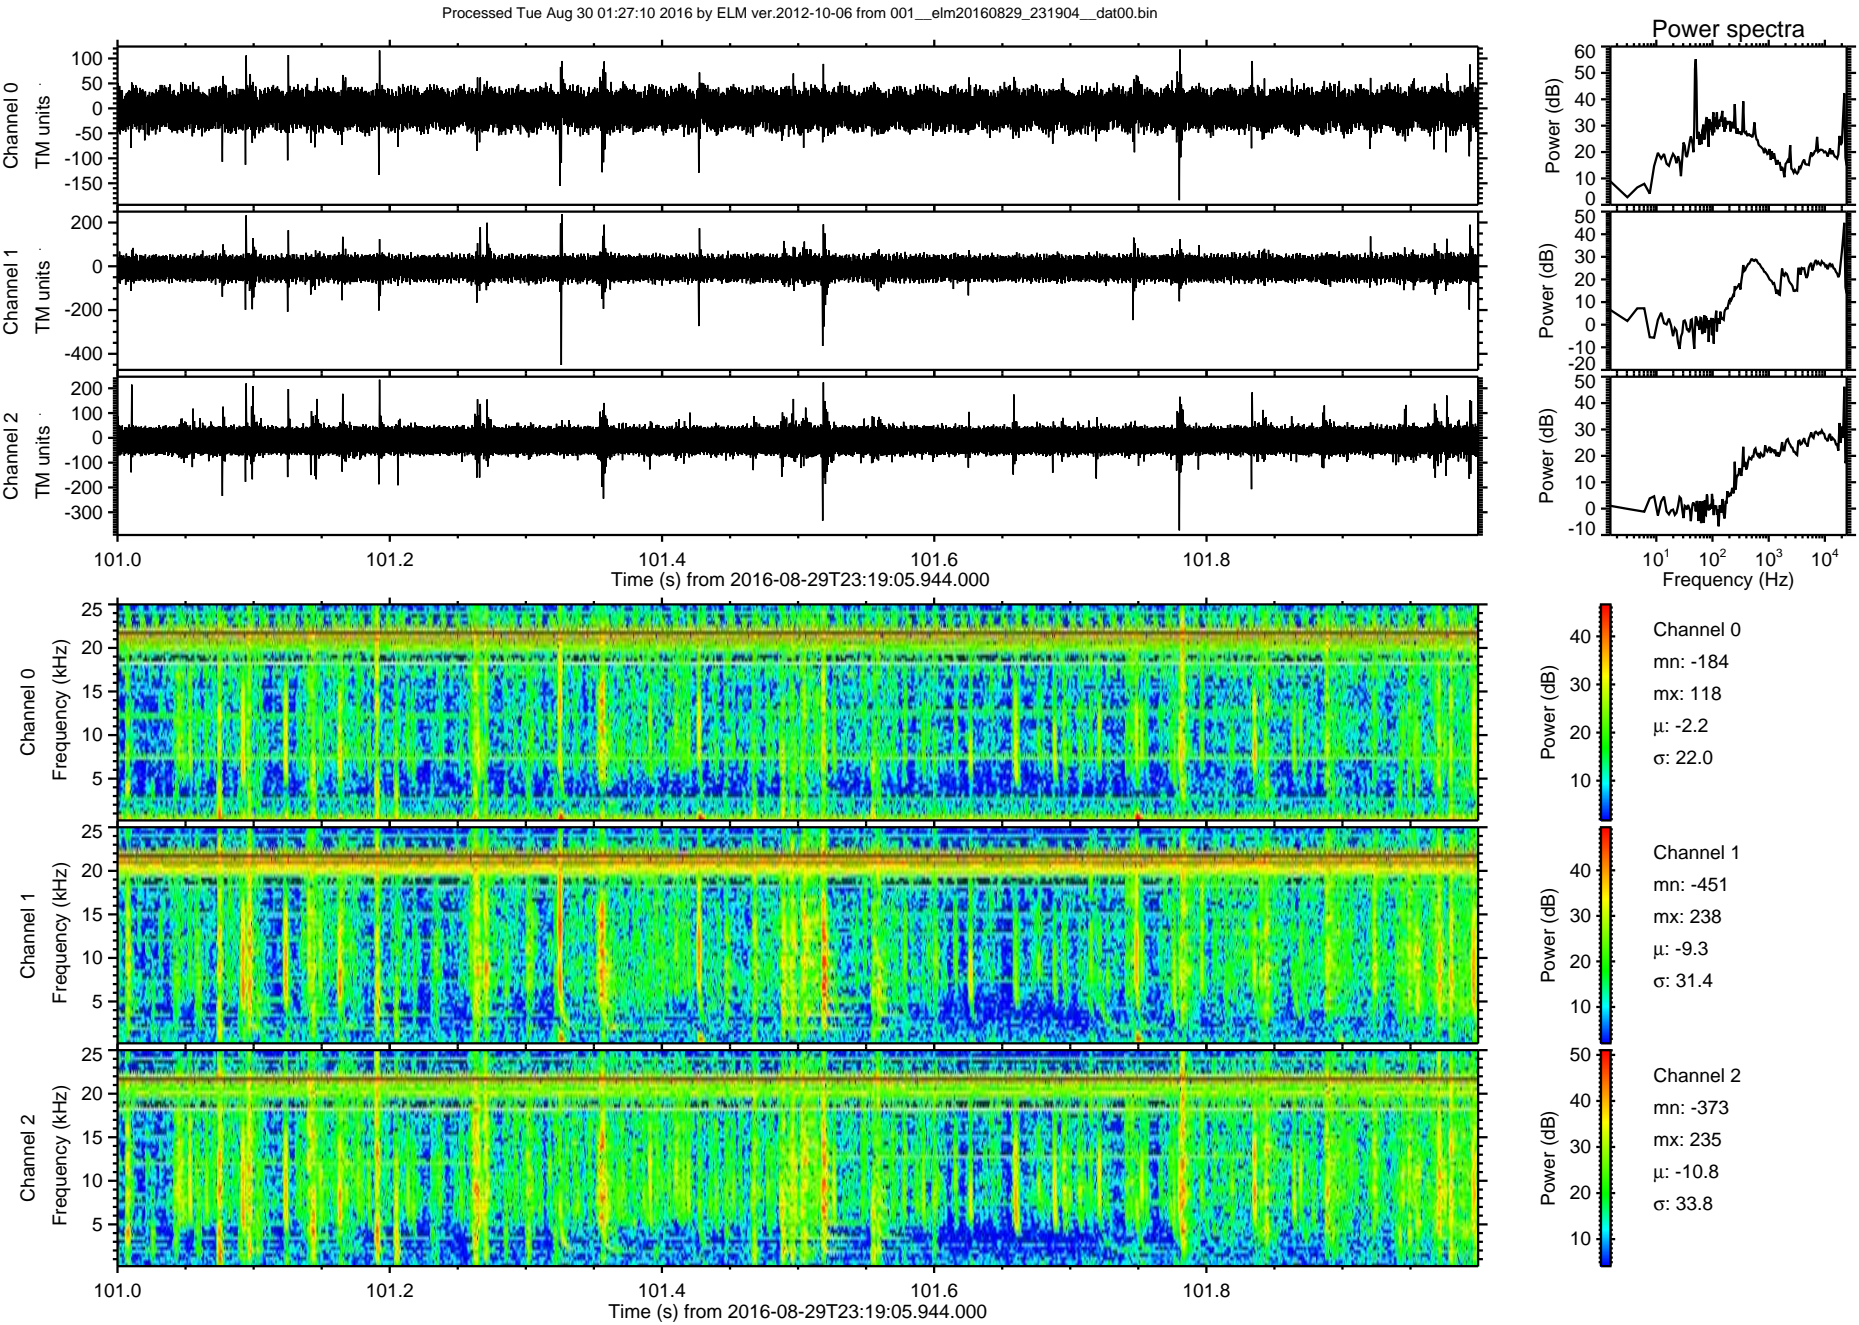 Processed Tue Aug 30 01:27:10 2016 by ELM ver.2012-10-06 from 001__elm20160829_231904__dat00.bin
Power spectra
Channel 0
TM units
100
50
0
-50
-100
-150
Power (dB)
60
50
40
30
20
10
0
Channel 1
TM units
200
0
-200
-400
Power (dB)
50
40
30
20
10
0
-10
-20
Channel 2
TM units
200
100
0
-100
-200
-300
Power (dB)
50
40
30
20
10
0
-10
101.0 101.2 101.4 101.6 101.8
Time (s) from 2016-08-29T23:19:05.944.000
10¹ 10² 10³ 10⁴
Frequency (Hz)
Channel 0
Frequency (kHz)
25
20
15
10
5
Power (dB)
40
30
20
10
Channel 0
mn: -184
mx: 118
μ: -2.2
σ: 22.0
Channel 1
Frequency (kHz)
25
20
15
10
5
Power (dB)
40
30
20
10
Channel 1
mn: -451
mx: 238
μ: -9.3
σ: 31.4
Channel 2
Frequency (kHz)
25
20
15
10
5
Power (dB)
50
40
30
20
10
Channel 2
mn: -373
mx: 235
μ: -10.8
σ: 33.8
101.0 101.2 101.4 101.6 101.8
Time (s) from 2016-08-29T23:19:05.944.000